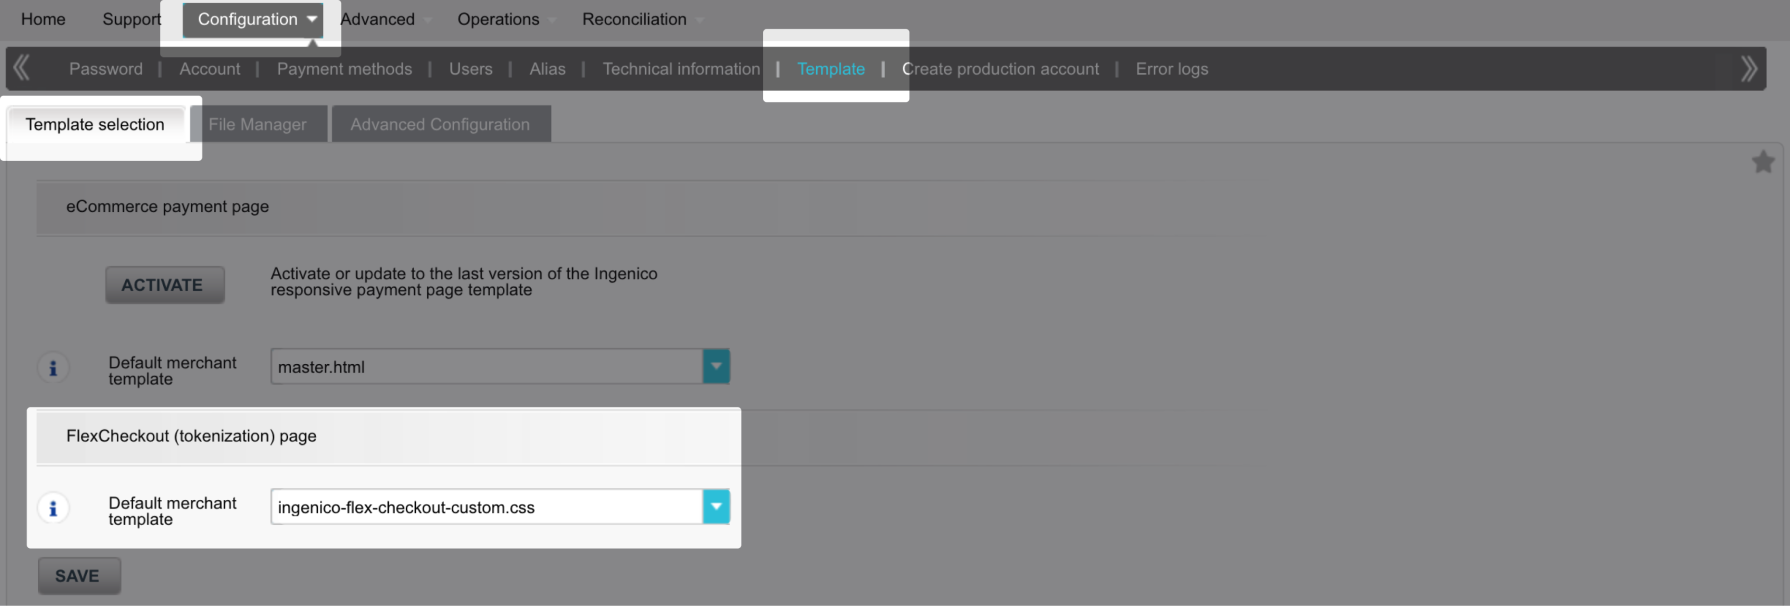 Home Support Configuration Advanced Operations Reconciliation
Password | Account | Payment methods | Users | Alias | Technical information | Template | Create production account | Error logs
Template selection File Manager Advanced Configuration
eCommerce payment page
ACTIVATE
Activate or update to the last version of the Ingenico
responsive payment page template
Default merchant
template
master.html
FlexCheckout (tokenization) page
Default merchant
template
ingenico-flex-checkout-custom.css
SAVE